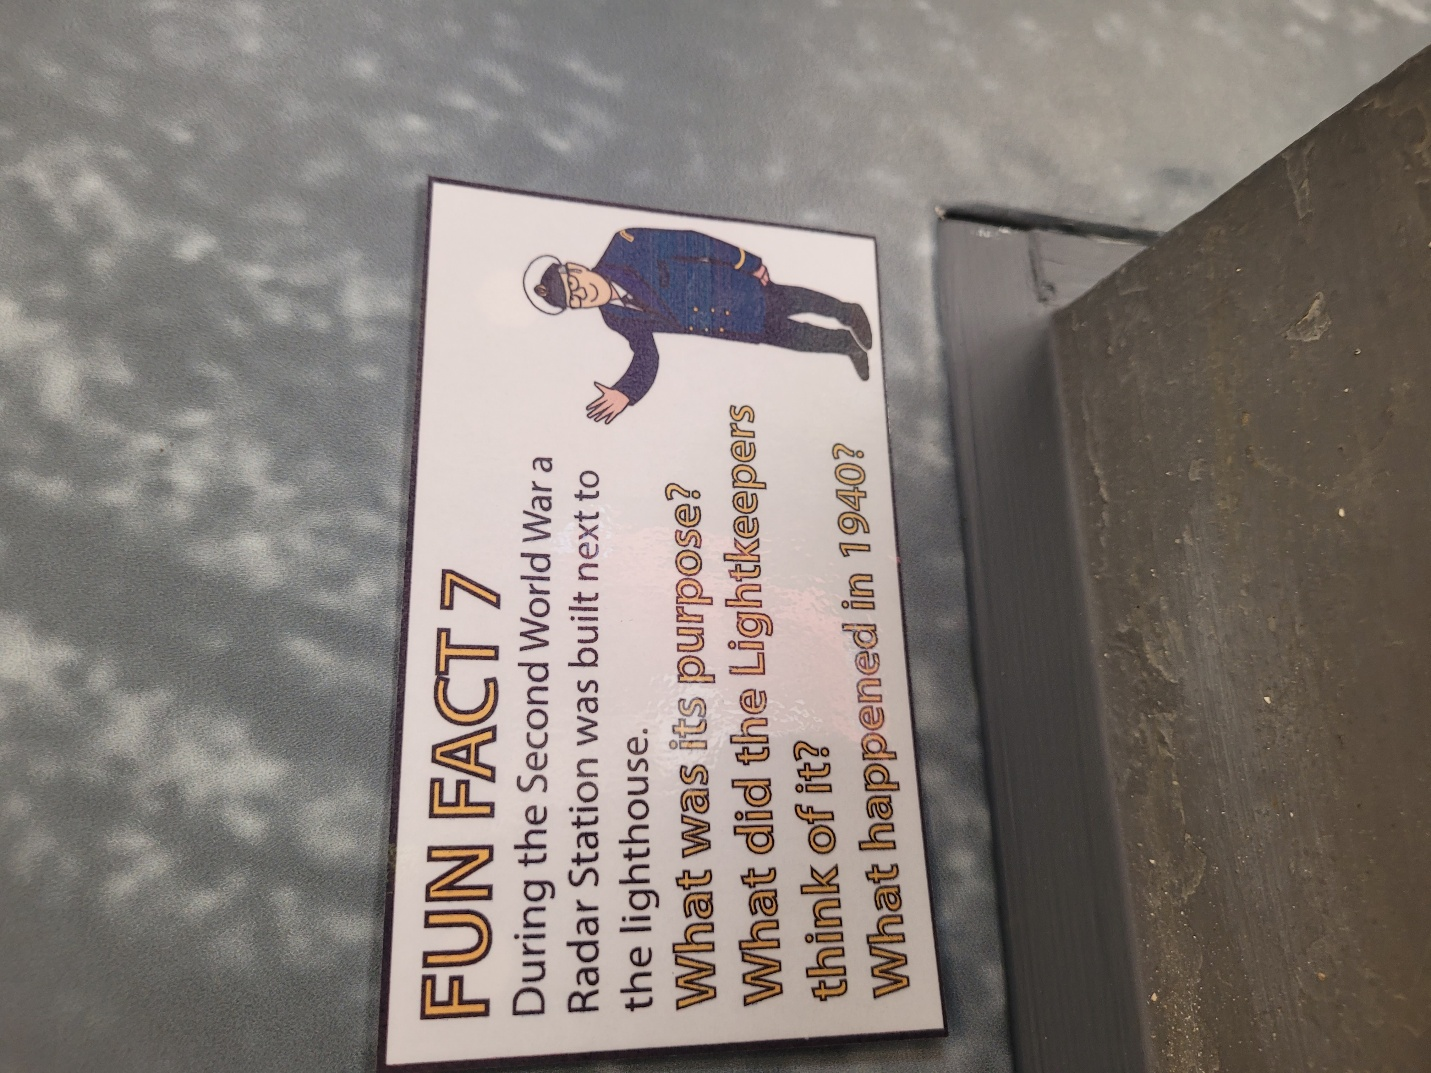 FUN FACT 7
During the Second World War a
Radar Station was built next to
the lighthouse.
What was its purpose?
What did the Lightkeepers
think of it?
What happened in 1940?